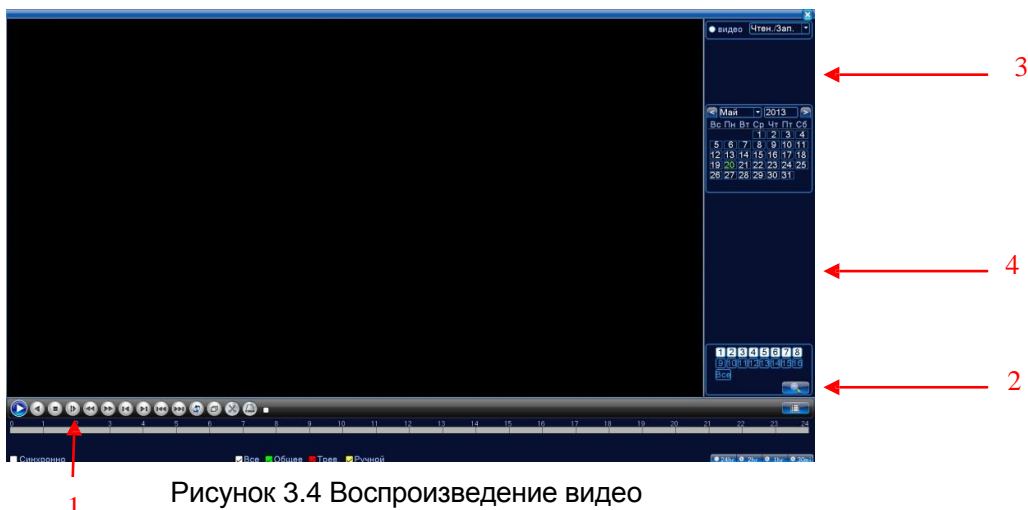 видео Чтен./Зап.
3
Май 2013
Вс Пн Вт Ср Чт Пт Сб
1 2 3 4
5 6 7 8 9 10 11
12 13 14 15 16 17 18
19 20 21 22 23 24 25
26 27 28 29 30 31
4
1 2 3 4 5 6 7 8
9 10 11 12 13 14 15 16
Все
2
0 1 2 3 4 5 6 7 8 9 10 11 12 13 14 15 16 17 18 19 20 21 22 23 24
Синхронно Все Общее Трев. Ручной 24hr 2hr 1hr
1
Рисунок 3.4 Воспроизведение видео